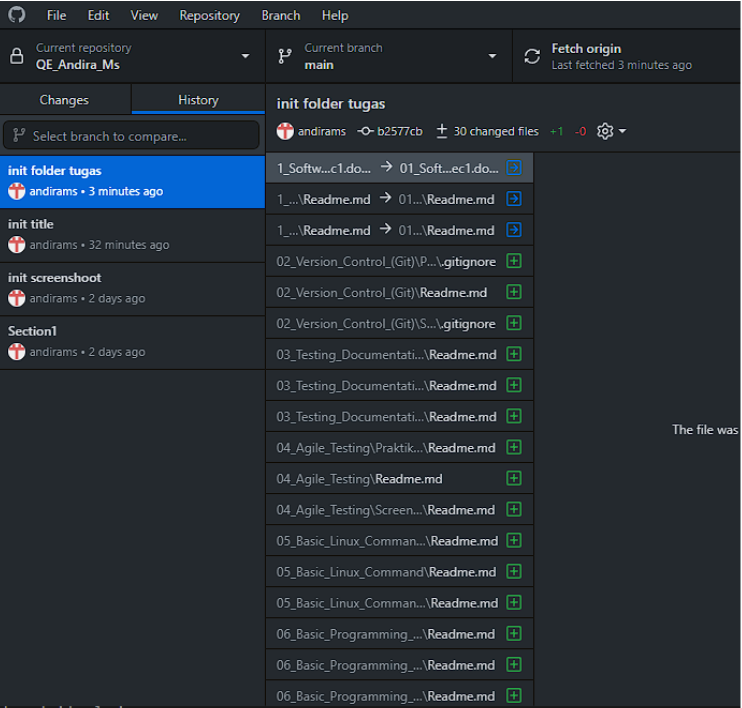 File Edit View Repository Branch Help
Current repository
QE_Andira_Ms
Current branch
main
Fetch origin
Last fetched 3 minutes ago
Changes
History
Select branch to compare...
init folder tugas
andirams • 3 minutes ago
init title
andirams • 32 minutes ago
init screenshoot
andirams • 2 days ago
Section1
andirams • 2 days ago
init folder tugas
andirams b2577cb 30 changed files +1 -0
1_Softw...c1.do... → 01_Soft...ec1.do...
1_...\Readme.md → 01...\Readme.md
1_...\Readme.md → 01...\Readme.md
02_Version_Control_(Git)\P...\.gitignore
02_Version_Control_(Git)\Readme.md
02_Version_Control_(Git)\S...\.gitignore
03_Testing_Documentati...\Readme.md
03_Testing_Documentati...\Readme.md
03_Testing_Documentati...\Readme.md
04_Agile_Testing\Praktik...\Readme.md
04_Agile_Testing\Readme.md
04_Agile_Testing\Screen...\Readme.md
05_Basic_Linux_Comman...\Readme.md
05_Basic_Linux_Command\Readme.md
05_Basic_Linux_Comman...\Readme.md
06_Basic_Programming_...\Readme.md
06_Basic_Programming_...\Readme.md
06_Basic_Programming_...\Readme.md
The file was